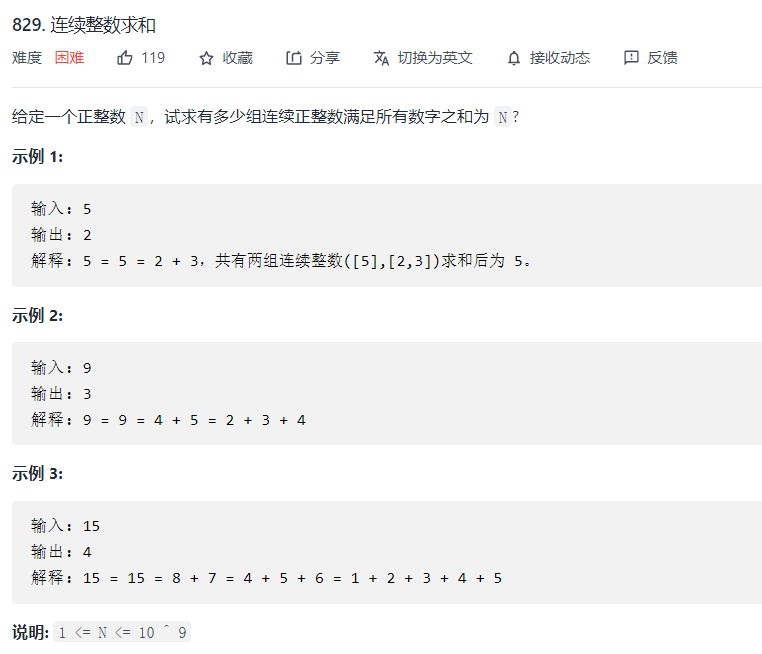 829. 连续整数求和
难度 困难 119 收藏 分享 切换为英文 接收动态 反馈
给定一个正整数 N，试求有多少组连续正整数满足所有数字之和为 N?
示例 1:
输入: 5
输出: 2
解释: 5 = 5 = 2 + 3，共有两组连续整数([5],[2,3])求和后为 5。
示例 2:
输入: 9
输出: 3
解释: 9 = 9 = 4 + 5 = 2 + 3 + 4
示例 3:
输入: 15
输出: 4
解释: 15 = 15 = 8 + 7 = 4 + 5 + 6 = 1 + 2 + 3 + 4 + 5
说明: 1 <= N <= 10 ^ 9